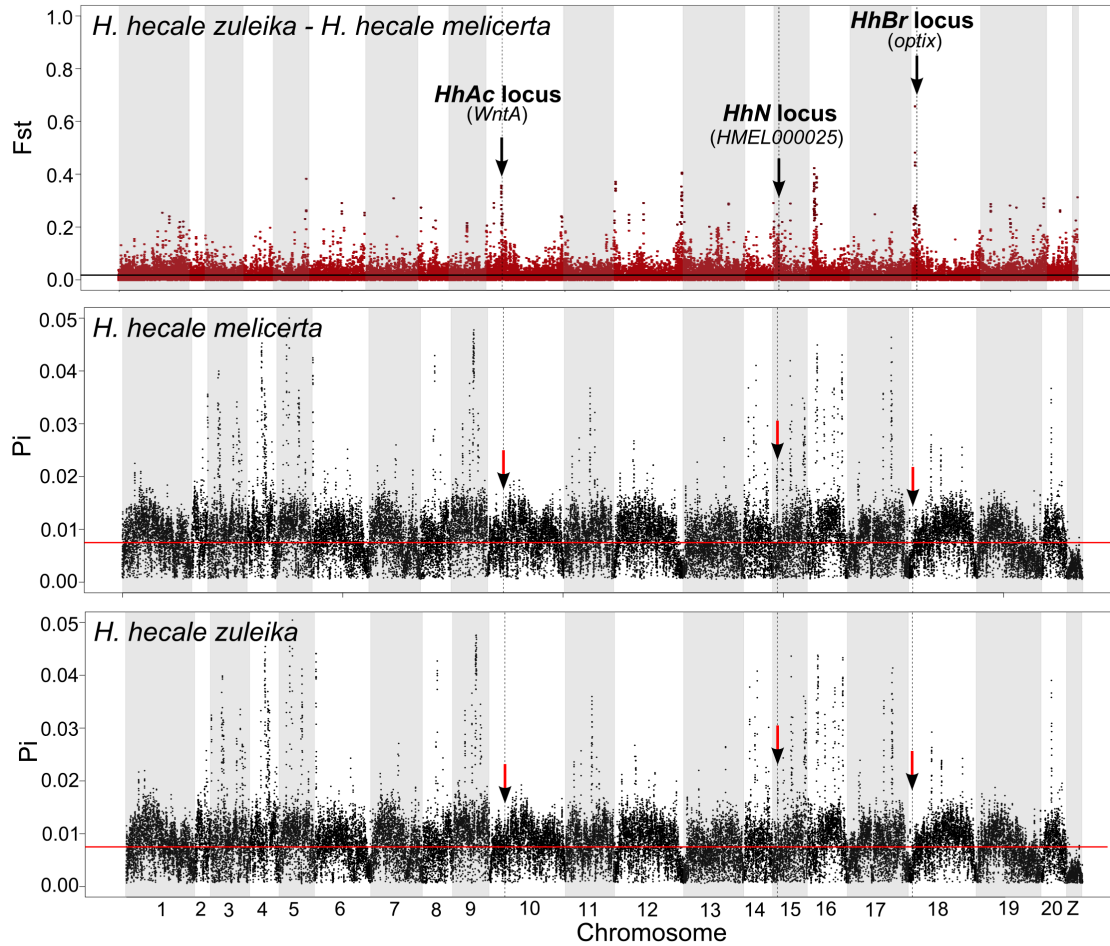 H. hecale zuleika - H. hecale melicerta
HhBr locus
(optix)
HhAc locus
(WntA)
HhN locus
(HMEL000025)
Fst
1.0
0.8
0.6
0.4
0.2
0.0
H. hecale melicerta
Pi
0.05
0.04
0.03
0.02
0.01
0.00
H. hecale zuleika
Pi
0.05
0.04
0.03
0.02
0.01
0.00
1 2 3 4 5 6 7 8 9 10 11 12 13 14 15 16 17 18 19 20 Z
Chromosome